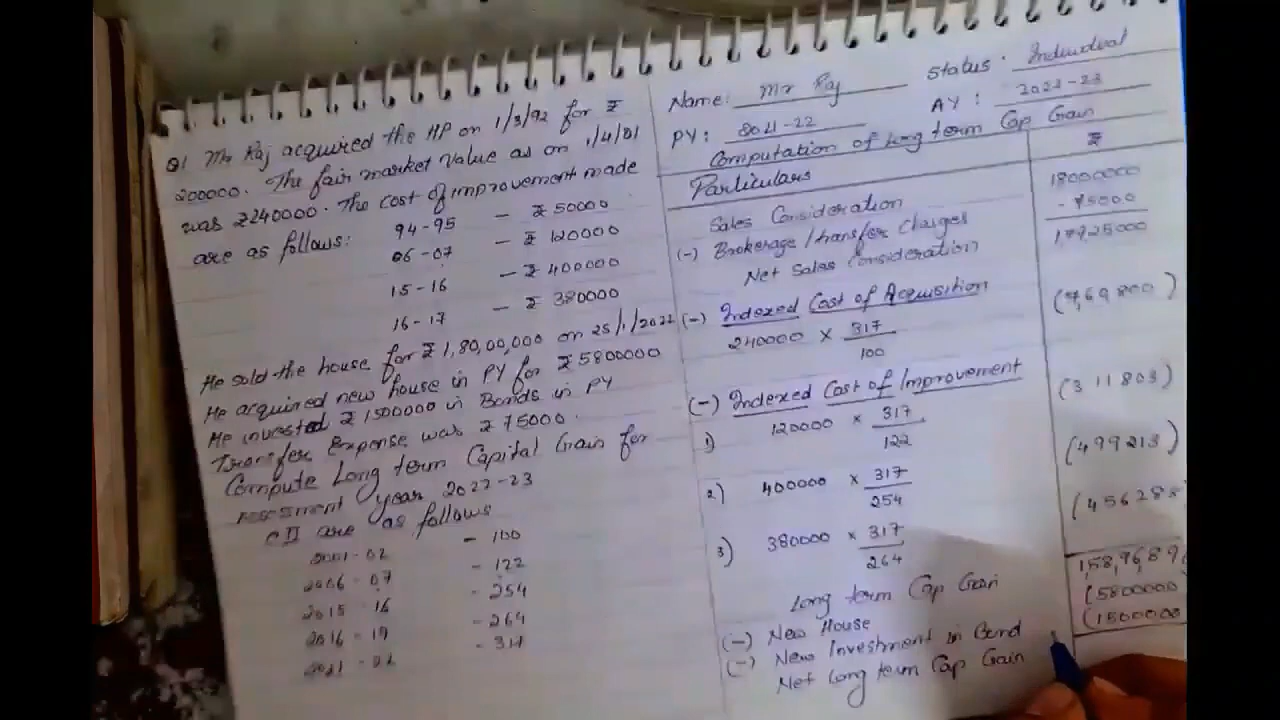 Q1 Mr Raj acquired the HP on 1/3/92 for ₹
200000. The fair market value as on 1/4/01
was ₹240000. The cost of improvement made
are as follows:
94-95 - ₹ 50000
06-07 - ₹ 120000
15-16 - ₹ 400000
16-17 - ₹ 380000
He sold the house for ₹ 1,80,00,000 on 25/1/2022
He acquired new house in PY for ₹ 5800000
He invested ₹ 1500000 in Bonds in PY
Transfer Expense was ₹ 75000.
Compute Long term Capital Gain for
Assessment year 2022-23
CII are as follows
2001-02 - 100
2006-07 - 122
2015-16 - 254
- 264
- 317
Name: Mr Raj Status: Individual
PY: 2021-22 AY: 2022-23
Computation of Long term Cap Gain
Particulars ₹
Sales Consideration 18000000
(-) Brokerage / transfer charges - 75000
Net Sales Consideration 17925000
(-) Indexed Cost of Acquisition
240000 × 317/100 (7,60,800)
(-) Indexed Cost of Improvement
1) 120000 × 317/122 (311803)
2) 400000 × 317/254 (499213)
3) 380000 × 317/264 (456288
Long term Cap Gain 1,58,96,896
(-) New House (5800000
(-) New Investment in Bond (1500000
Net Long term Cap Gain